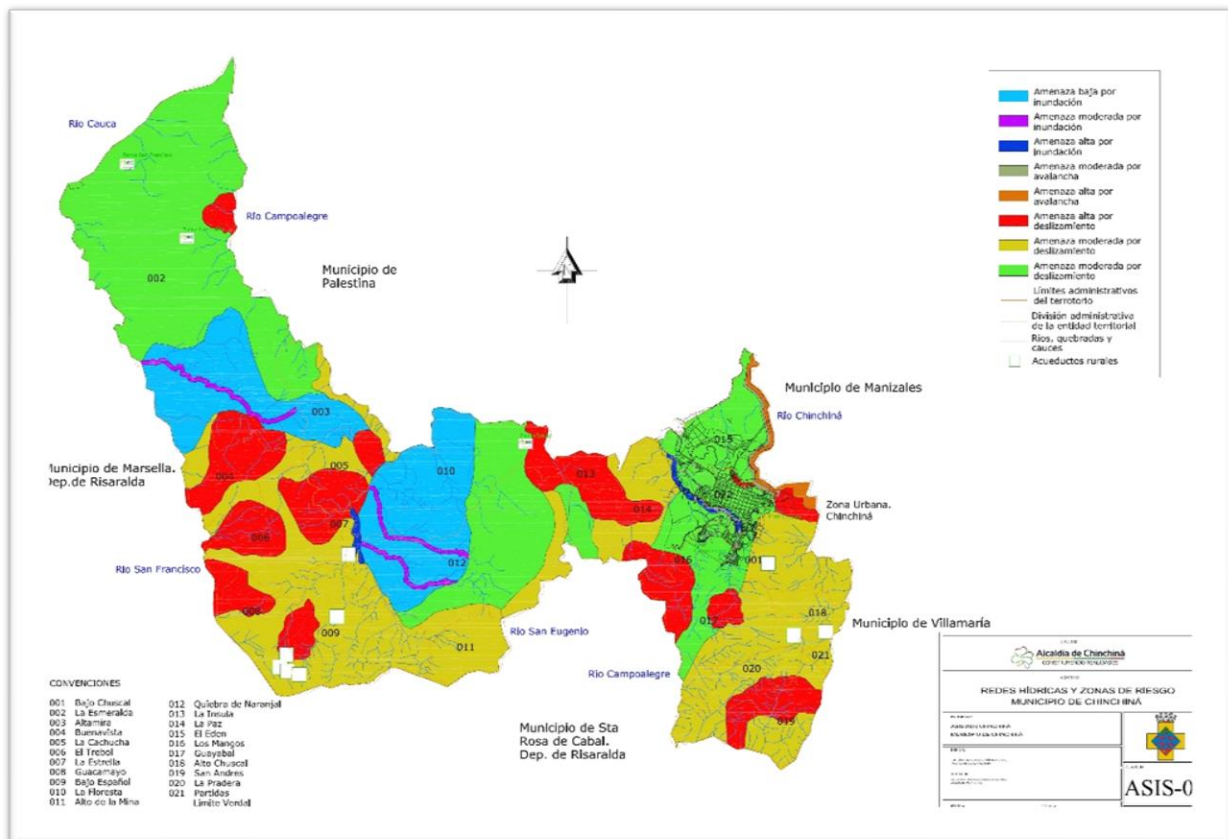 Río Cauca
Río Campoalegre
002
Municipio de
Palestina
003
004
005
Municipio de Marsella.
Dep.de Risaralda
006
007
010
012
Río San Francisco
008
009
011
Río San Eugenio
013
014
015
022
Municipio de Manizales
Río Chinchiná
Zona Urbana.
Chinchiná
016
001
017
018
Municipio de Villamaría
021
020
019
Río Campoalegre
Municipio de Sta
Rosa de Cabal.
Dep. de Risaralda
Amenaza baja por
inundación
Amenaza moderada por
inundación
Amenaza alta por
inundación
Amenaza moderada por
avalancha
Amenaza alta por
avalancha
Amenaza alta por
deslizamiento
Amenaza moderada por
deslizamiento
Amenaza moderada por
deslizamiento
Límites administrativos
del terrotorio
División administrativa
de la entidad territorial
Ríos, quebradas y
cauces
Acueductos rurales
CONVENCIONES
001 Bajo Chuscal
002 La Esmeralda
003 Altamira
004 Buenavista
005 La Cachucha
006 El Trebol
007 La Estrella
008 Guacamayo
009 Bajo Español
010 La Floresta
011 Alto de la Mina
012 Quiebra de Naranjal
013 La Insula
014 La Paz
015 El Eden
016 Los Mangos
017 Guayabal
018 Alto Chuscal
019 San Andres
020 La Pradera
021 Partidas
Limite Verdal
Alcaldía de Chinchiná
REDES HÍDRICAS Y ZONAS DE RIESGO
MUNICIPIO DE CHINCHINÁ
ASIS-0